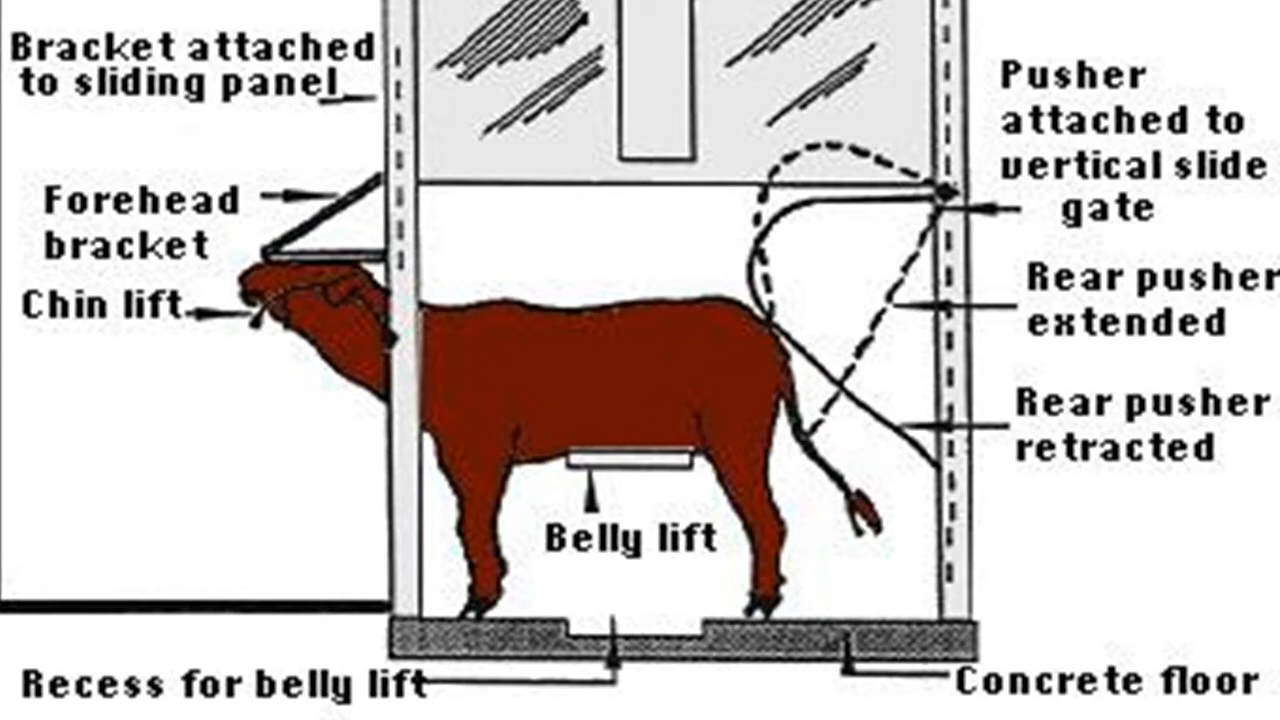 Bracket attached
to sliding panel
Forehead
bracket
Chin lift
Pusher
attached to
vertical slide
gate
Rear pusher
extended
Rear pusher
retracted
Belly lift
Recess for belly lift
Concrete floor